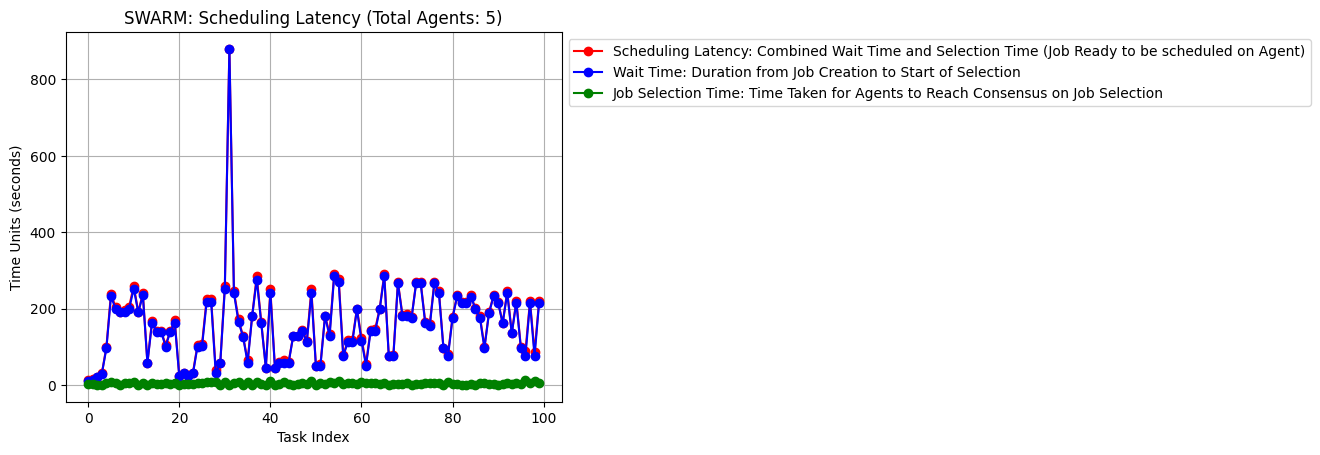 SWARM: Scheduling Latency (Total Agents: 5)
Scheduling Latency: Combined Wait Time and Selection Time (Job Ready to be scheduled on Agent)
Wait Time: Duration from Job Creation to Start of Selection
Job Selection Time: Time Taken for Agents to Reach Consensus on Job Selection
Time Units (seconds)
800
600
400
200
0
0 20 40 60 80 100
Task Index